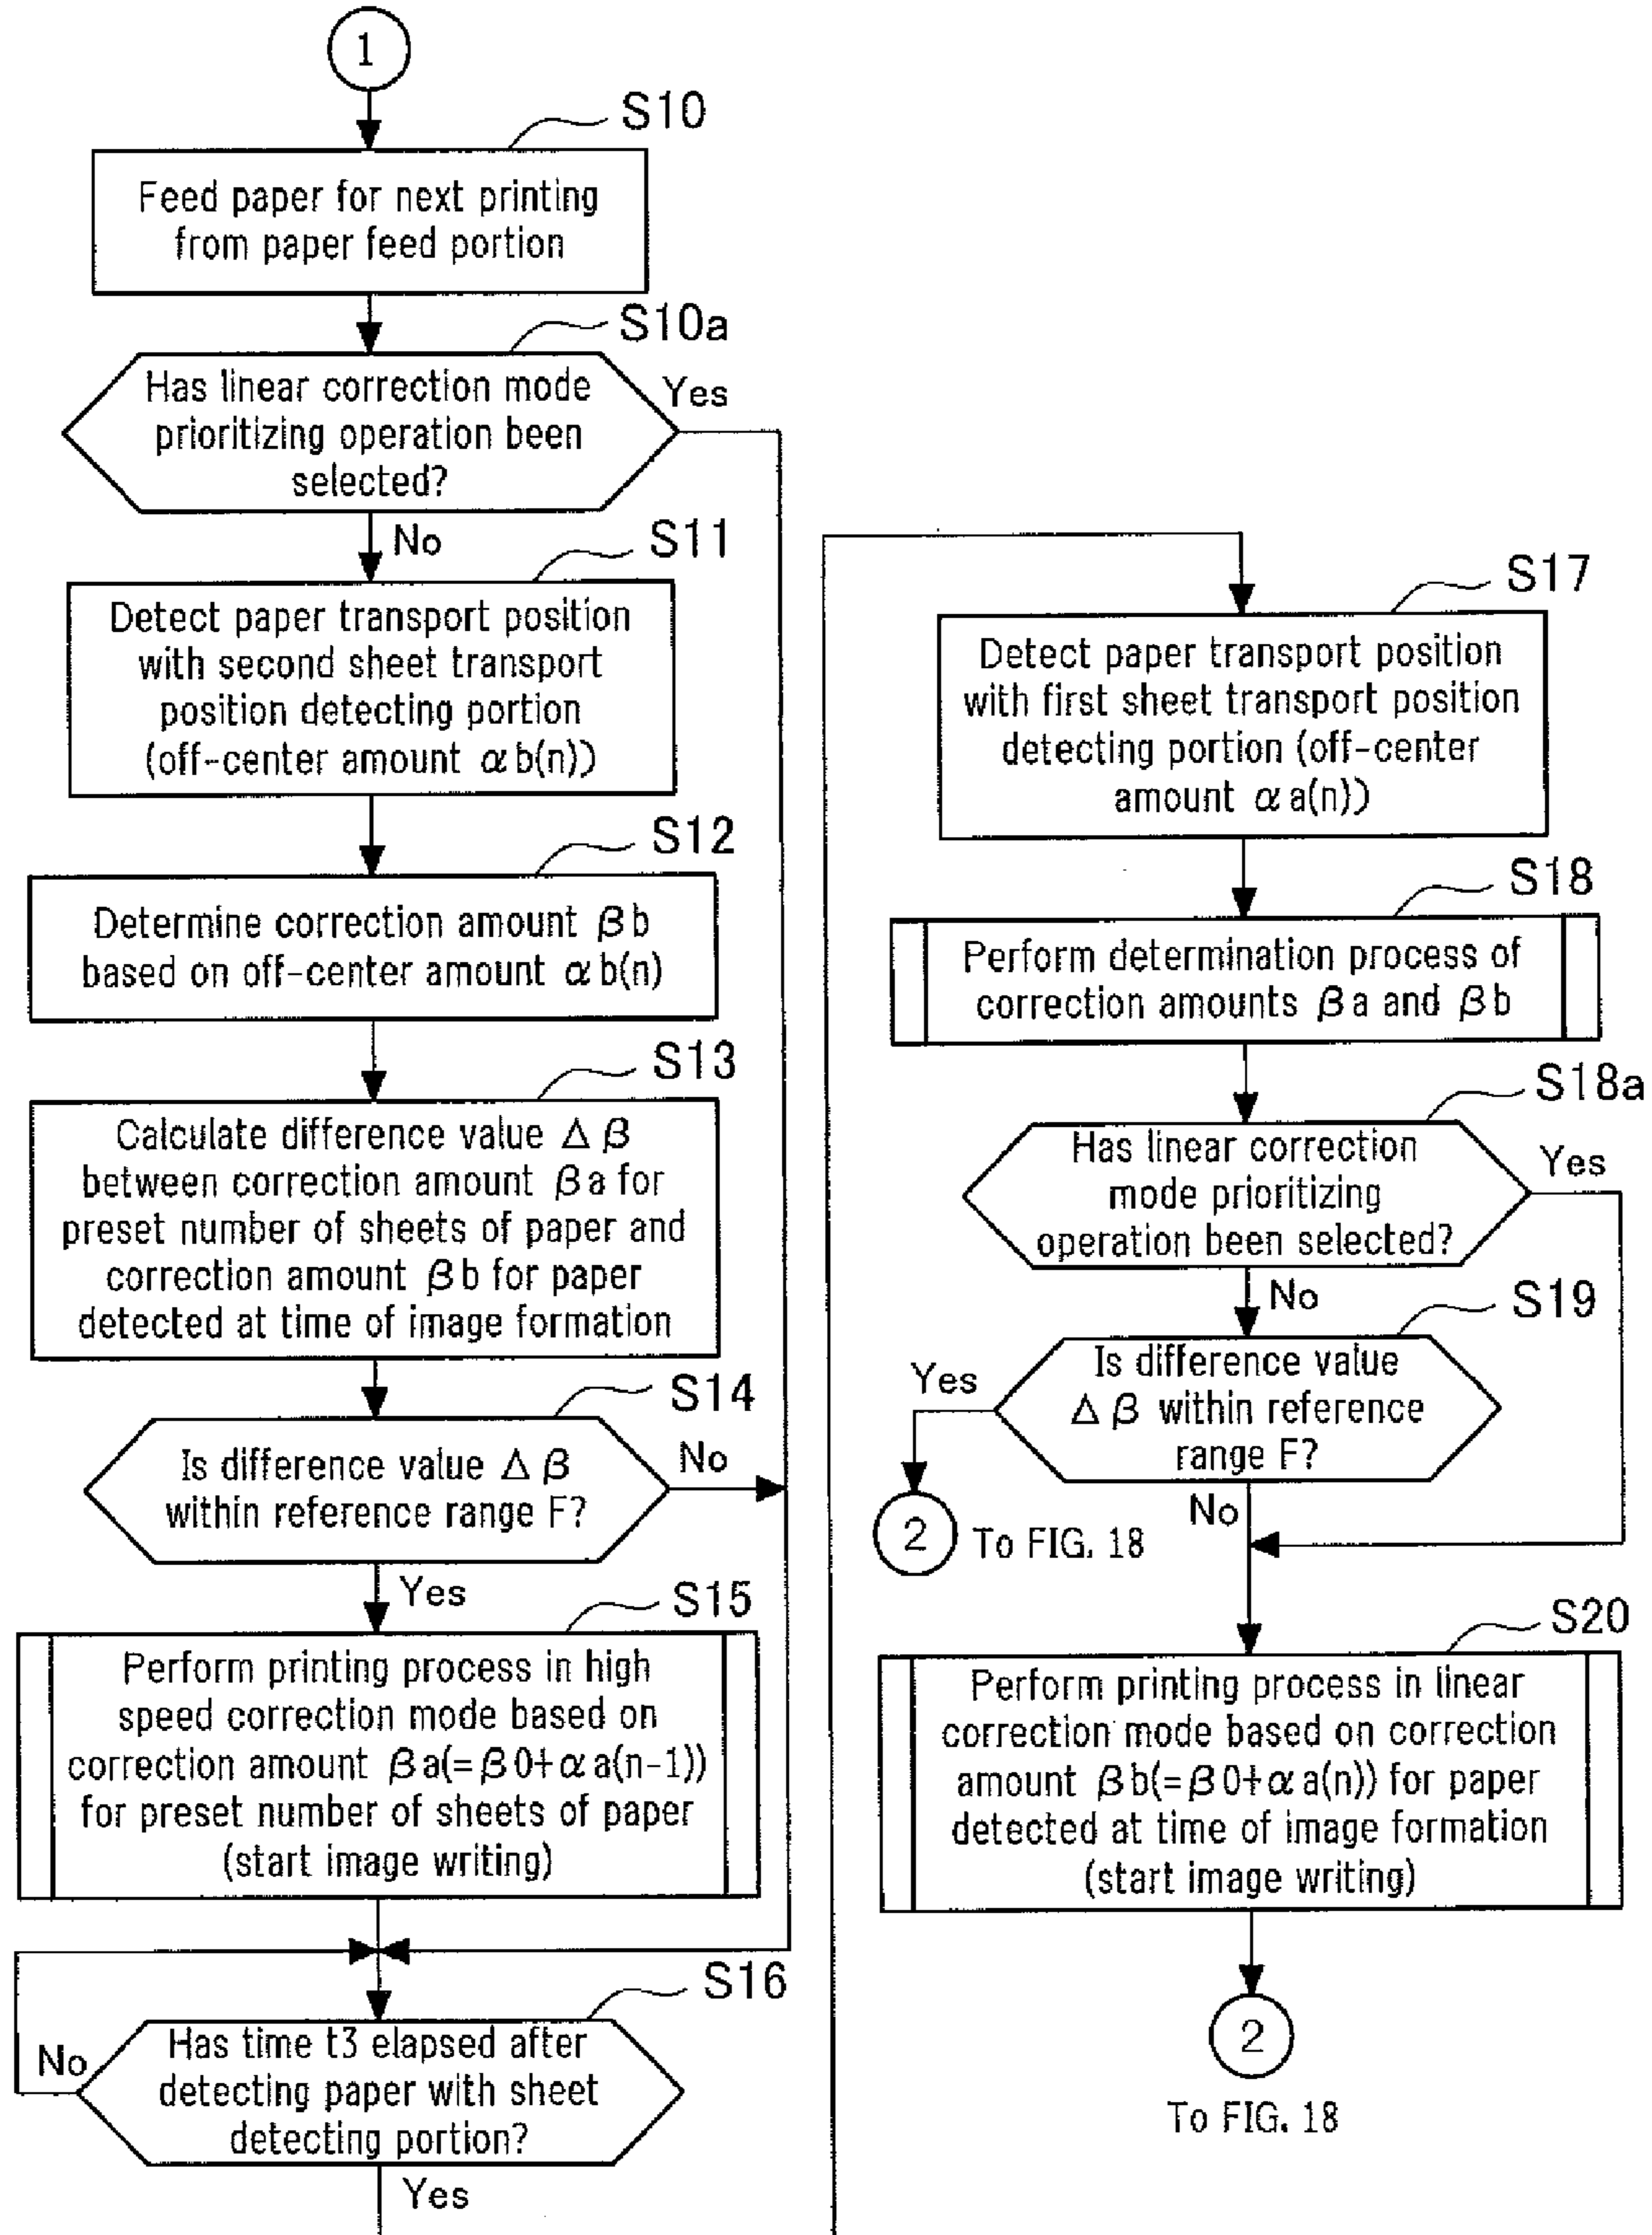 1
S10
Feed paper for next printing
from paper feed portion
S10a
Has linear correction mode
prioritizing operation been
selected?
Yes
No
S11
Detect paper transport position
with second sheet transport
position detecting portion
(off-center amount αb(n))
S12
Determine correction amount βb
based on off-center amount αb(n)
S13
Calculate difference value Δβ
between correction amount βa for
preset number of sheets of paper and
correction amount βb for paper
detected at time of image formation
S14
Is difference value Δβ
within reference range F?
No
Yes
S15
Perform printing process in high
speed correction mode based on
correction amount βa(=β0+αa(n-1))
for preset number of sheets of paper
(start image writing)
S16
Has time t3 elapsed after
detecting paper with sheet
detecting portion?
No
Yes
S17
Detect paper transport position
with first sheet transport position
detecting portion (off-center
amount αa(n))
S18
Perform determination process of
correction amounts βa and βb
S18a
Has linear correction
mode prioritizing
operation been selected?
Yes
No
S19
Is difference value
Δβ within reference
range F?
Yes
2
To FIG. 18
No
S20
Perform printing process in linear
correction mode based on correction
amount βb(=β0+αa(n)) for paper
detected at time of image formation
(start image writing)
2
To FIG. 18